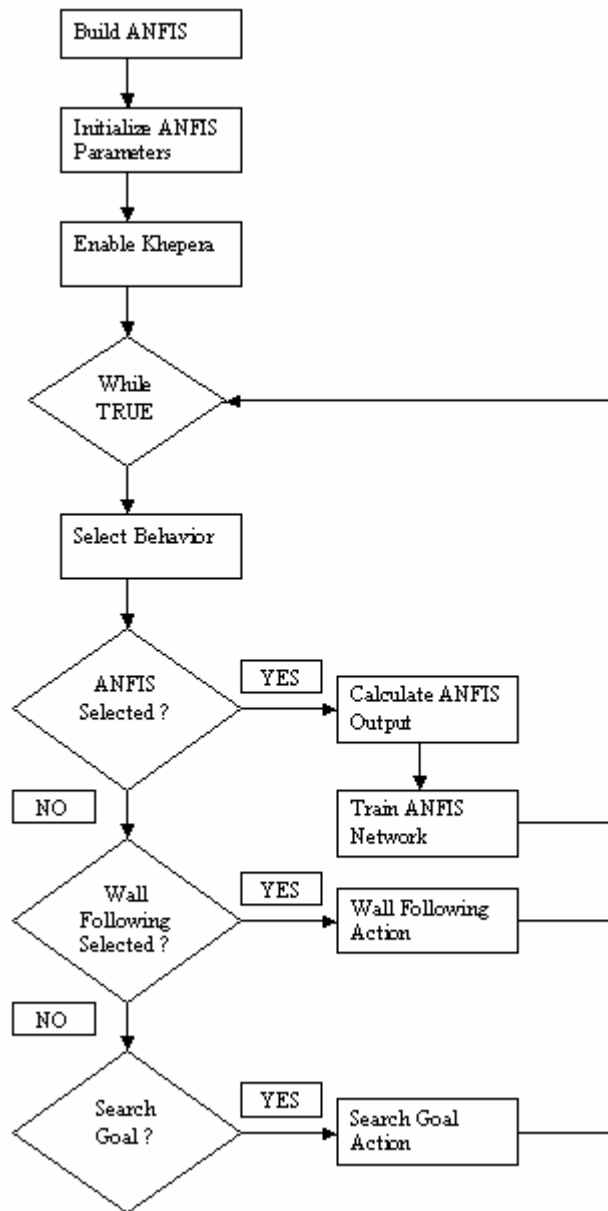 Build ANFIS
Initialize ANFIS
Parameters
Enable Khepera
While
TRUE
Select Behavior
ANFIS
Selected ?
YES
Calculate ANFIS
Output
Train ANFIS
Network
NO
Wall
Following
Selected ?
YES
Wall Following
Action
NO
Search
Goal ?
YES
Search Goal
Action